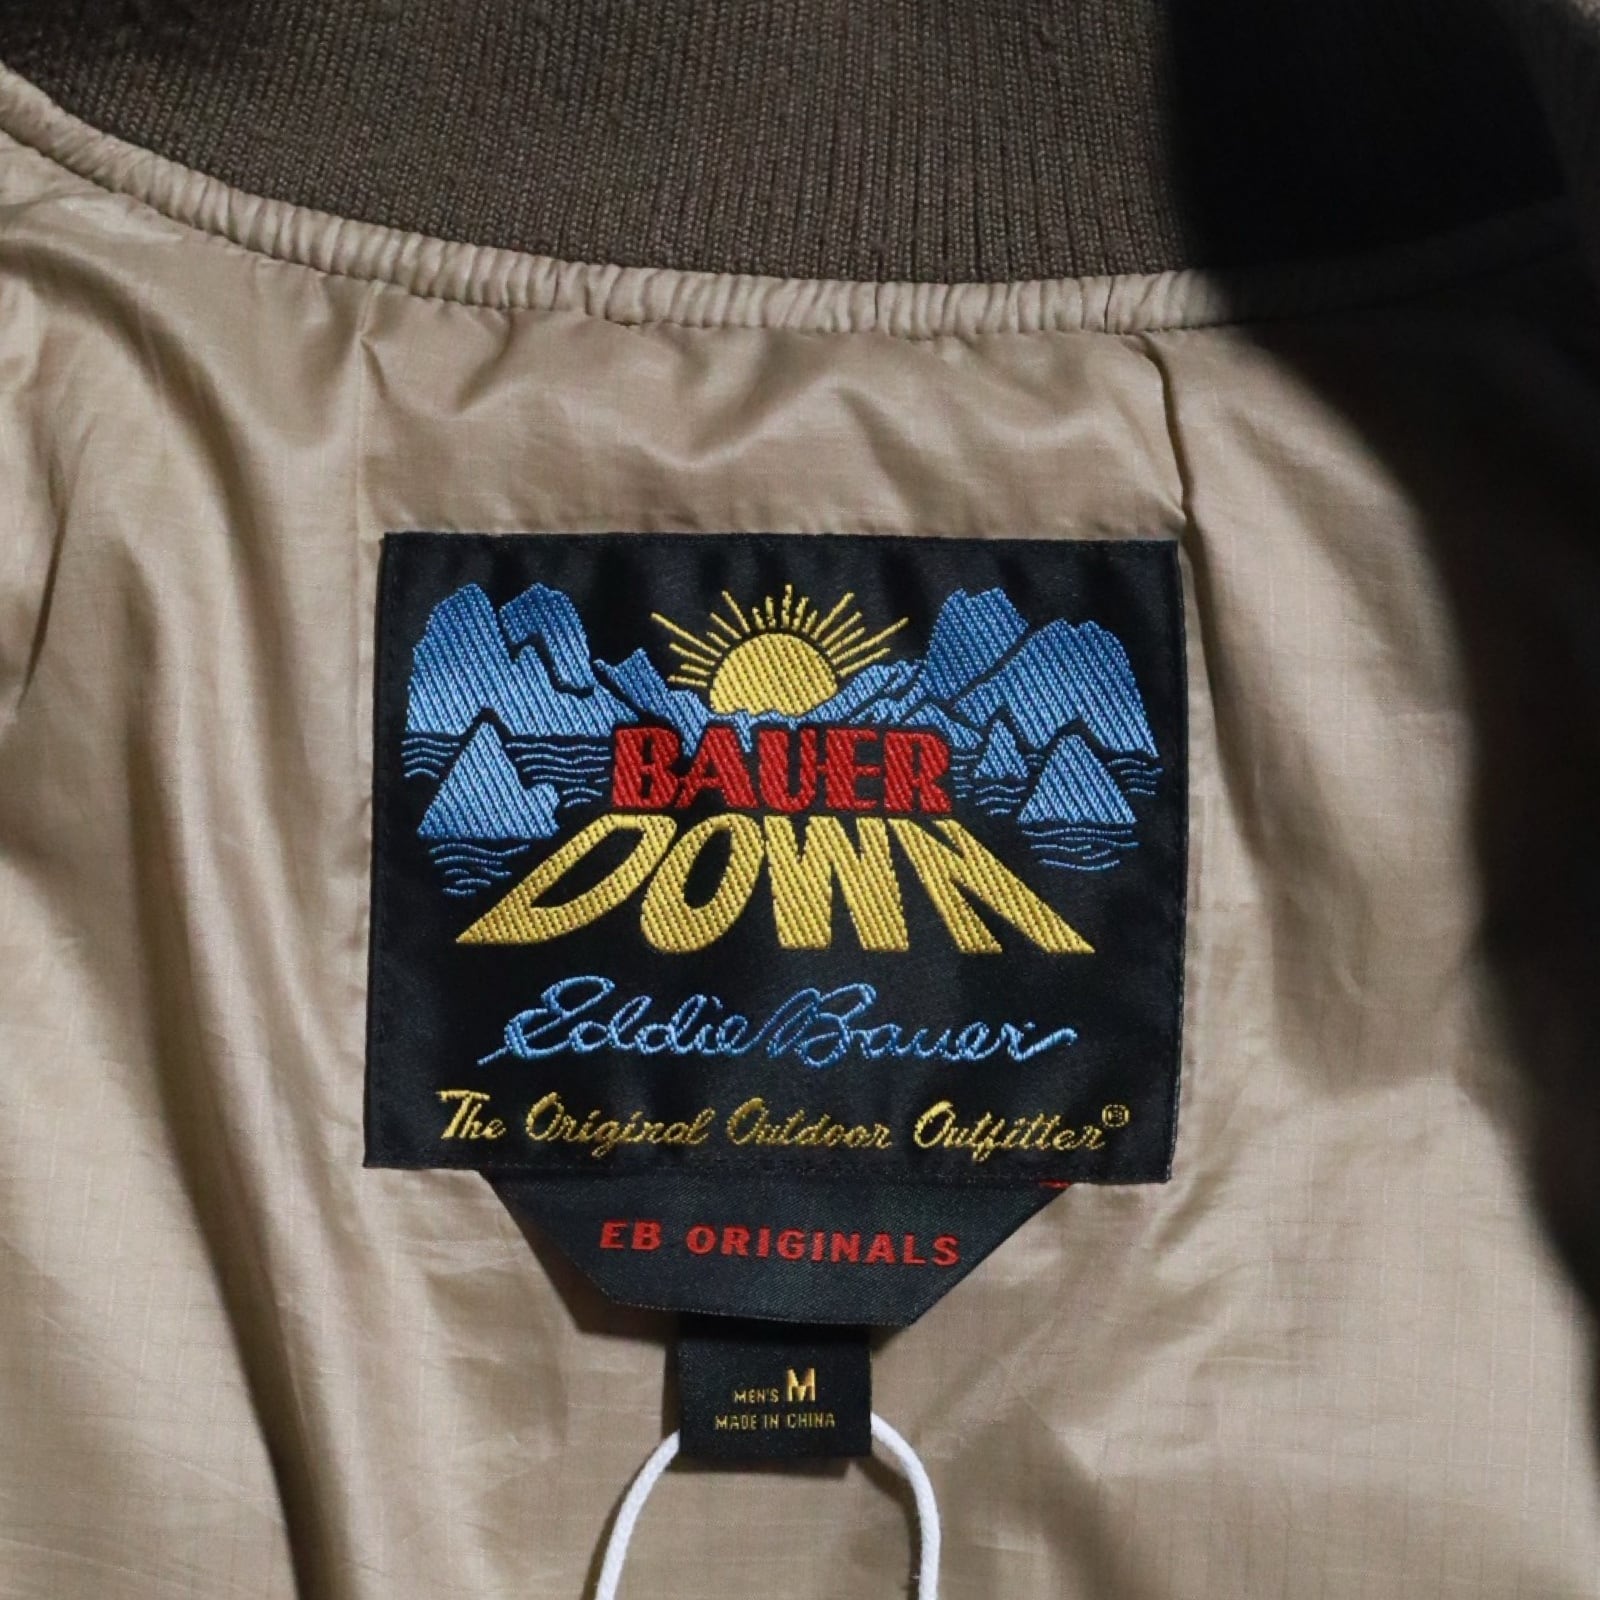 BAUER
DOWN
Eddie Bauer
The Original Outdoor Outfitter®
EB ORIGINALS
MEN'S M
MADE IN CHINA